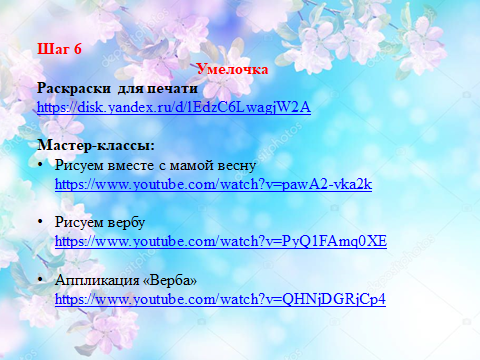 Шаг 6
Умелочка
Раскраски для печати
https://disk.yandex.ru/d/lEdzC6LwagjW2A
Мастер-классы:
• Рисуем вместе с мамой весну
https://www.youtube.com/watch?v=pawA2-vka2k
• Рисуем вербу
https://www.youtube.com/watch?v=PyQ1FAmq0XE
• Аппликация «Верба»
https://www.youtube.com/watch?v=QHNjDGRjCp4